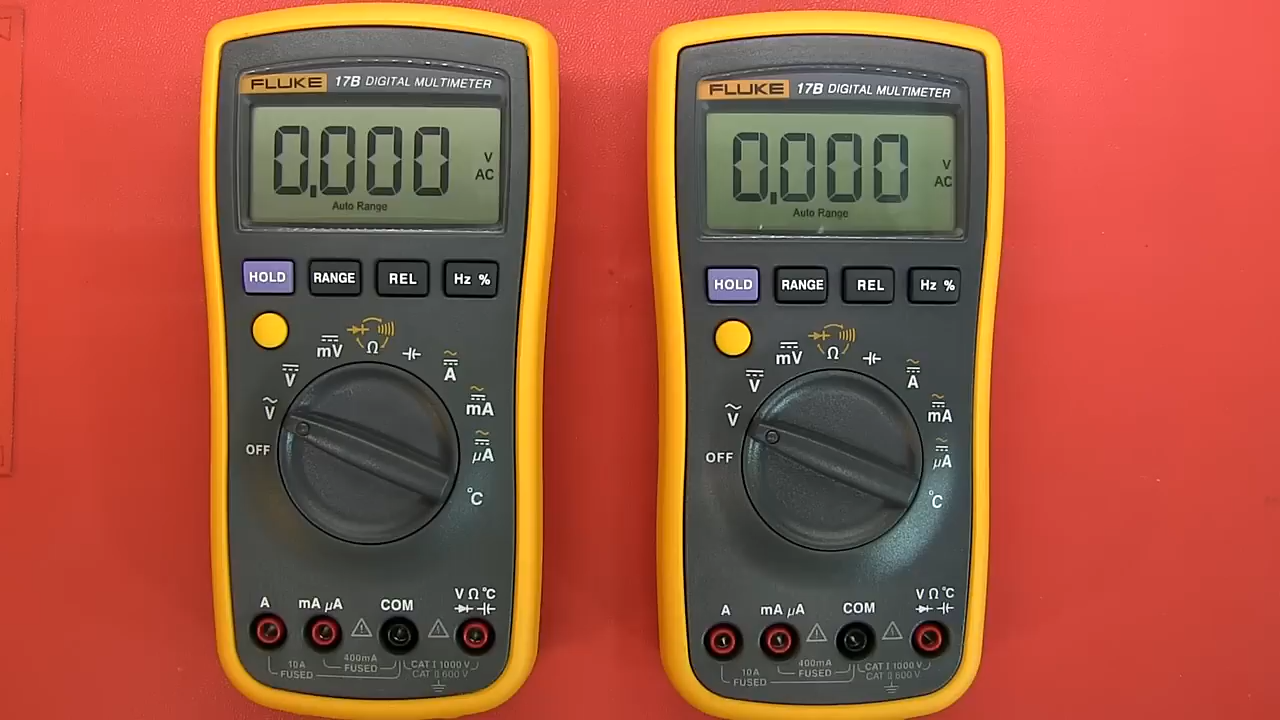 FLUKE 17B DIGITAL MULTIMETER
0.000 V AC
Auto Range
HOLD RANGE REL Hz %
mV Ω
V A
V mA
OFF µA
°C
A mA µA COM V Ω °C
10A FUSED 400mA FUSED CAT I 1000 V
CAT II 600 V
FLUKE 17B DIGITAL MULTIMETER
0.000 V AC
Auto Range
HOLD RANGE REL Hz %
mV Ω
V A
V mA
OFF µA
°C
A mA µA COM V Ω °C
10A FUSED 400mA FUSED CAT I 1000 V
CAT II 600 V